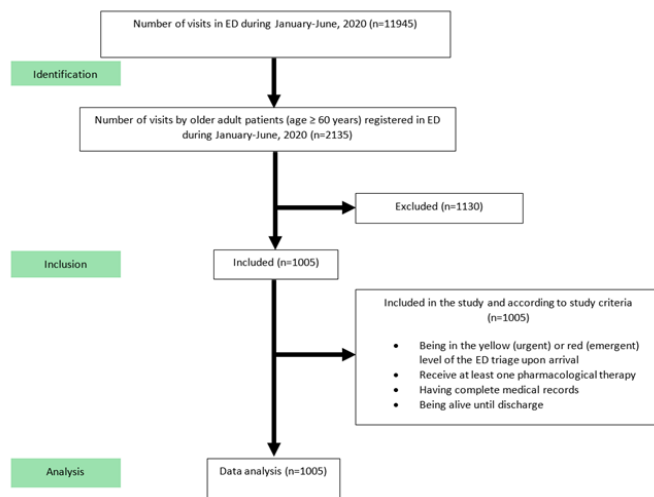 Number of visits in ED during January-June, 2020 (n=11945)
Identification
Number of visits by older adult patients (age ≥ 60 years) registered in ED
during January-June, 2020 (n=2135)
Excluded (n=1130)
Inclusion
Included (n=1005)
Included in the study and according to study criteria
(n=1005)
• Being in the yellow (urgent) or red (emergent)
level of the ED triage upon arrival
• Receive at least one pharmacological therapy
• Having complete medical records
• Being alive until discharge
Analysis
Data analysis (n=1005)